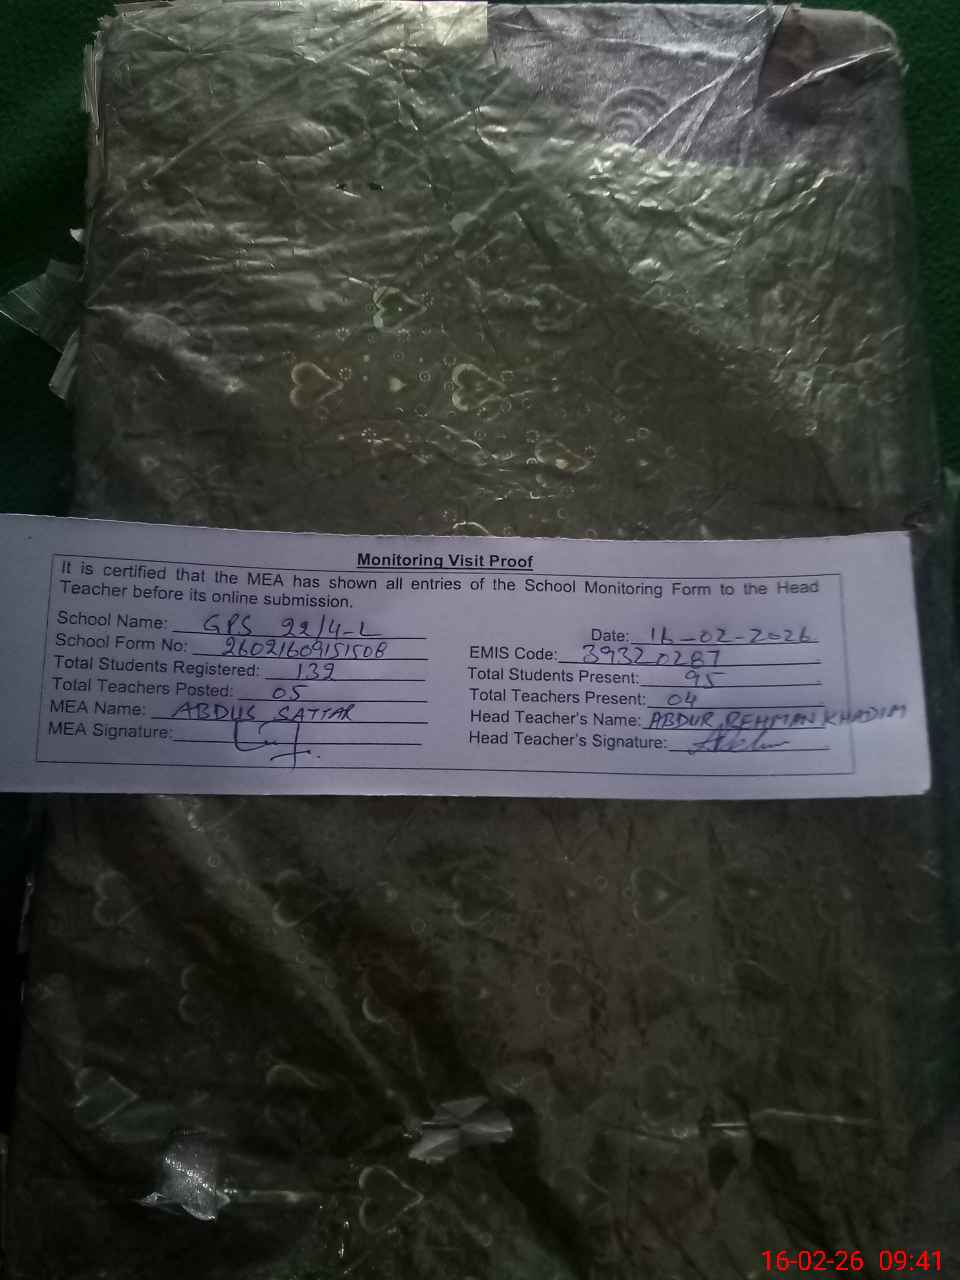 Monitoring Visit Proof
It is certified that the MEA has shown all entries of the School Monitoring Form to the Head
Teacher before its online submission.
School Name: GPS 22/4-L
Date: 16-02-2026
School Form No: 26021609151508
EMIS Code: 39320287
Total Students Registered: 139
Total Students Present: 95
Total Teachers Posted: 05
Total Teachers Present: 04
MEA Name: ABDUS SATTAR
Head Teacher's Name: ABDUR REHMAN KHADIM
MEA Signature:
Head Teacher's Signature:
16-02-26 09:41